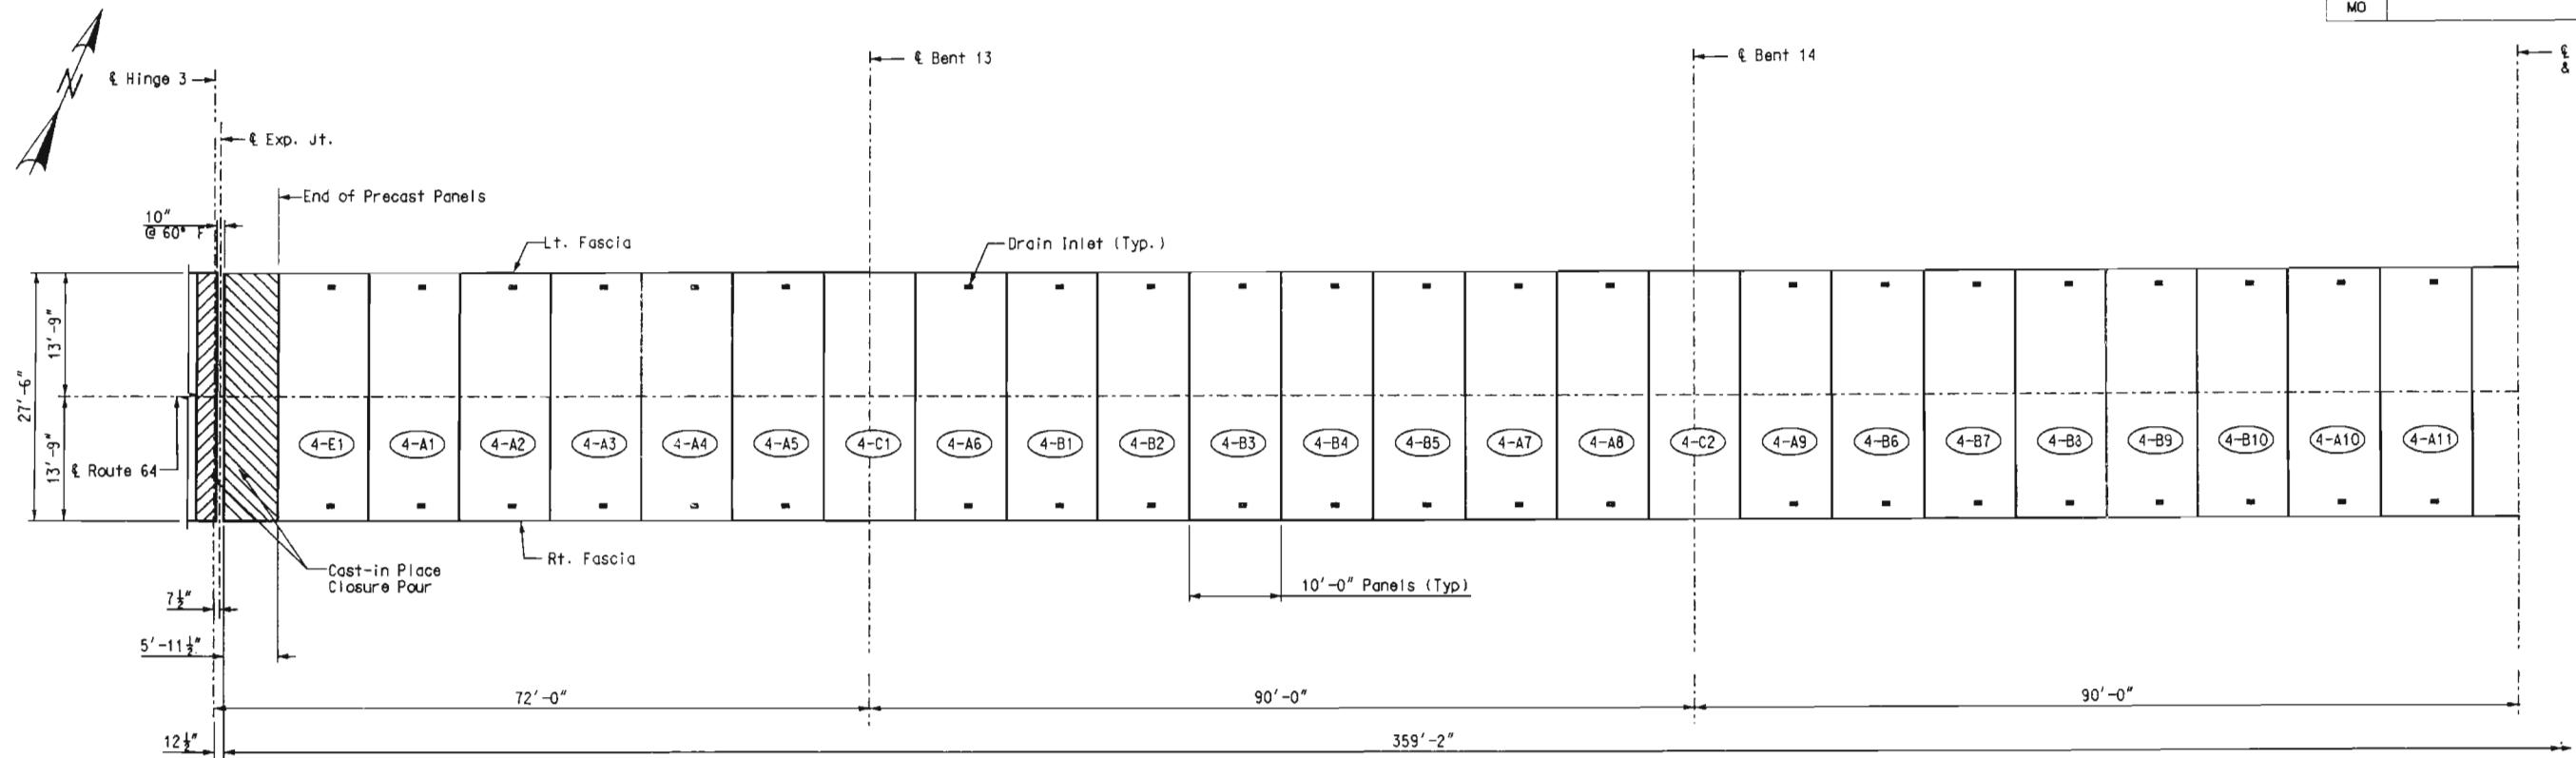 MO
℄ Hinge 3
℄ Bent 13
℄ Bent 14
℄
&
N
℄ Exp. Jt.
End of Precast Panels
10"
@ 60° F
Lt. Fascia
Drain Inlet (Typ.)
13'-9"
27'-6"
13'-9"
℄ Route 64
4-E1
4-A1
4-A2
4-A3
4-A4
4-A5
4-C1
4-A6
4-B1
4-B2
4-B3
4-B4
4-B5
4-A7
4-A8
4-C2
4-A9
4-B6
4-B7
4-B8
4-B9
4-B10
4-A10
4-A11
Rt. Fascia
Cast-in Place
Closure Pour
10'-0" Panels (Typ)
7½"
5'-11½"
72'-0"
90'-0"
90'-0"
12½"
359'-2"